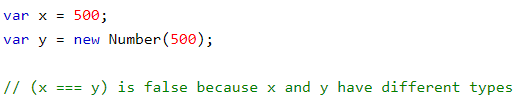 var x = 500;
var y = new Number(500);
// (x === y) is false because x and y have different types